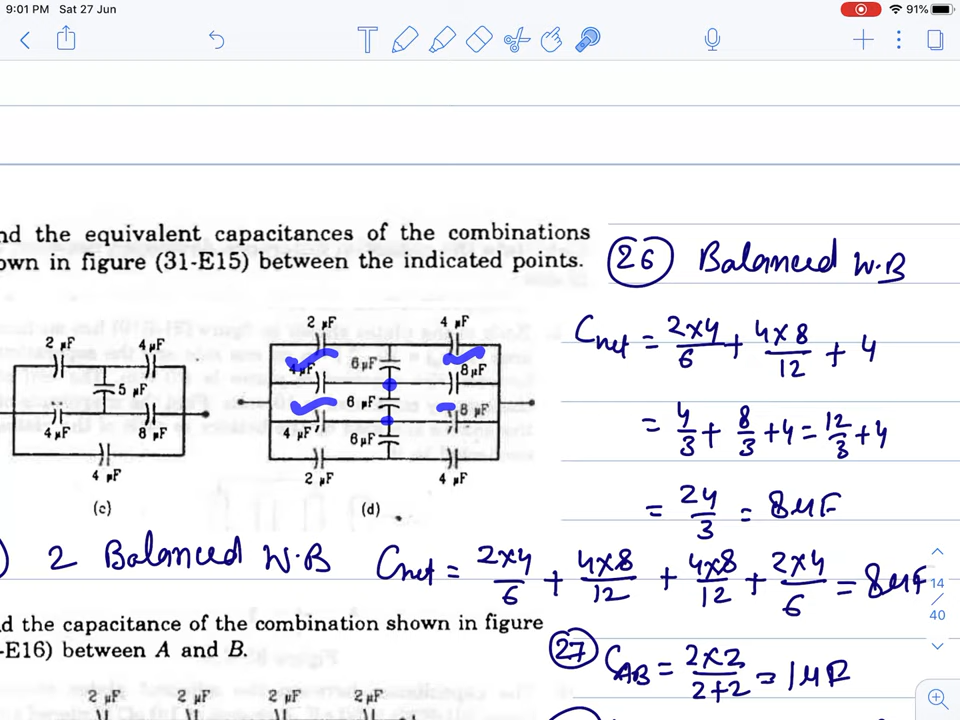 9:01 PM Sat 27 Jun
91%
nd the equivalent capacitances of the combinations
own in figure (31-E15) between the indicated points.
2 μF 4 μF
5 μF
4 μF 8 μF
4 μF
(c)
2 μF 4 μF
6 μF
4 μF 8 μF
6 μF 8 μF
4 μF 6 μF
2 μF 4 μF
(d)
26 Balanced W.B
Cnet = 2×4/6 + 4×8/12 + 4
= 4/3 + 8/3 + 4 = 12/3 + 4
= 24/3 = 8μF
) 2 Balanced W.B Cnet = 2×4/6 + 4×8/12 + 4×8/12 + 2×4/6 = 8μF
14
/
40
d the capacitance of the combination shown in figure
-E16) between A and B.
27 CAB = 2×2/2+2 = 1μF
2 μF 2 μF 2 μF 2 μF